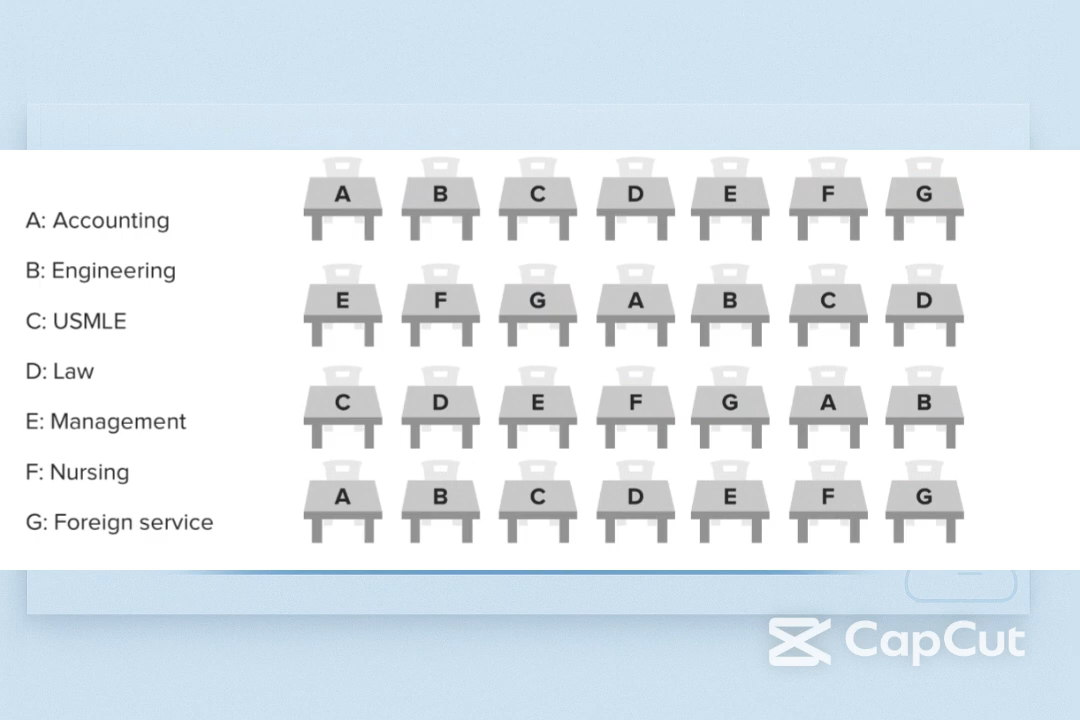 A: Accounting
B: Engineering
C: USMLE
D: Law
E: Management
F: Nursing
G: Foreign service
A B C D E F G
E F G A B C D
C D E F G A B
A B C D E F G
CapCut